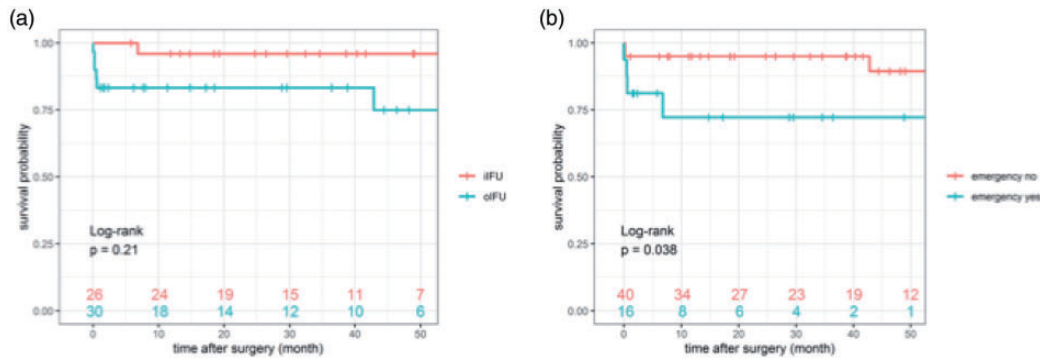 (a)
1.00
0.75
0.50
0.25
0.00
survival probability
Log-rank
p = 0.21
26 24 19 15 11 7
30 18 14 12 10 6
0 10 20 30 40 50
time after surgery (month)
iIFU
oIFU
(b)
1.00
0.75
0.50
0.25
0.00
survival probability
Log-rank
p = 0.038
40 34 27 23 19 12
16 8 6 4 2 1
0 10 20 30 40 50
time after surgery (month)
emergency no
emergency yes